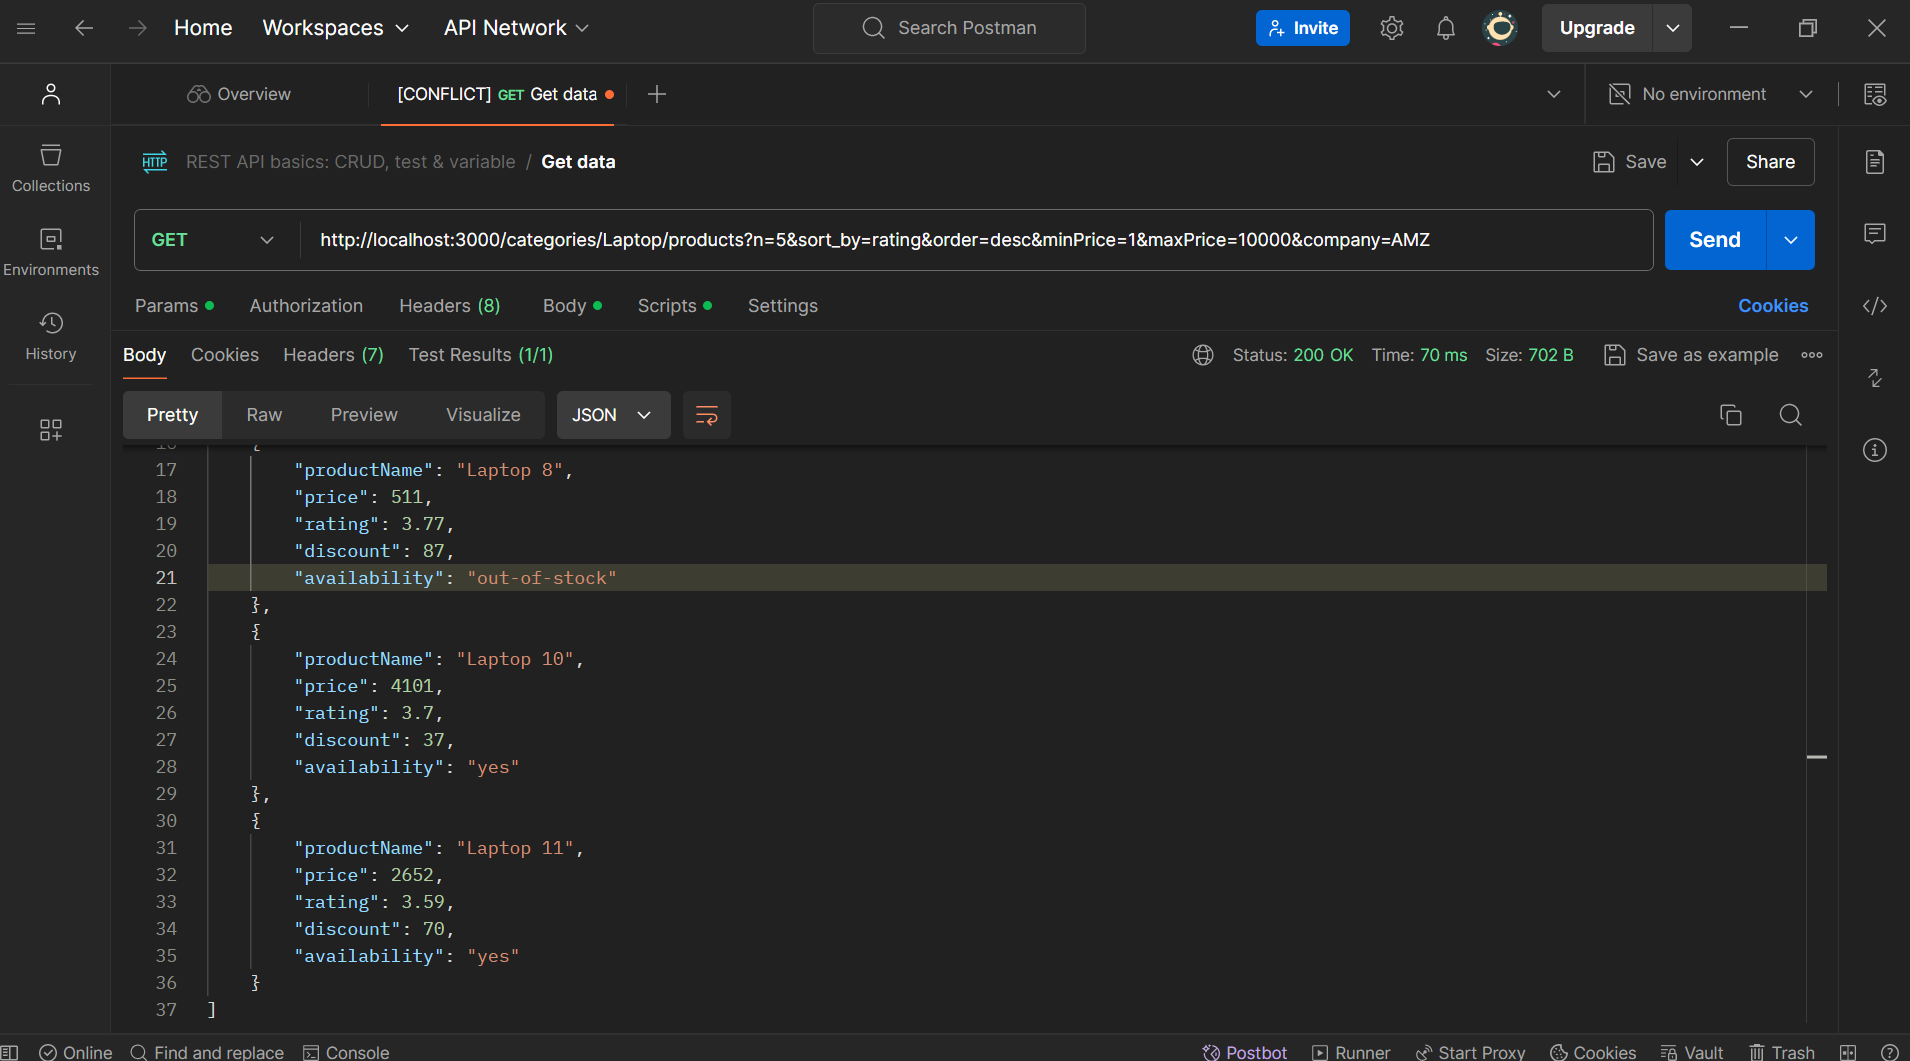 Home Workspaces API Network Search Postman Invite Upgrade
Overview [CONFLICT] GET Get data No environment
HTTP REST API basics: CRUD, test & variable / Get data Save Share
Collections
GET http://localhost:3000/categories/Laptop/products?n=5&sort_by=rating&order=desc&minPrice=1&maxPrice=10000&company=AMZ Send
Environments
Params Authorization Headers (8) Body Scripts Settings Cookies
History
Body Cookies Headers (7) Test Results (1/1) Status: 200 OK Time: 70 ms Size: 702 B Save as example
Pretty Raw Preview Visualize JSON
16 {
17 "productName": "Laptop 8",
18 "price": 511,
19 "rating": 3.77,
20 "discount": 87,
21 "availability": "out-of-stock"
22 },
23 {
24 "productName": "Laptop 10",
25 "price": 4101,
26 "rating": 3.7,
27 "discount": 37,
28 "availability": "yes"
29 },
30 {
31 "productName": "Laptop 11",
32 "price": 2652,
33 "rating": 3.59,
34 "discount": 70,
35 "availability": "yes"
36 }
37 ]
Online Find and replace Console Postbot Runner Start Proxy Cookies Vault Trash